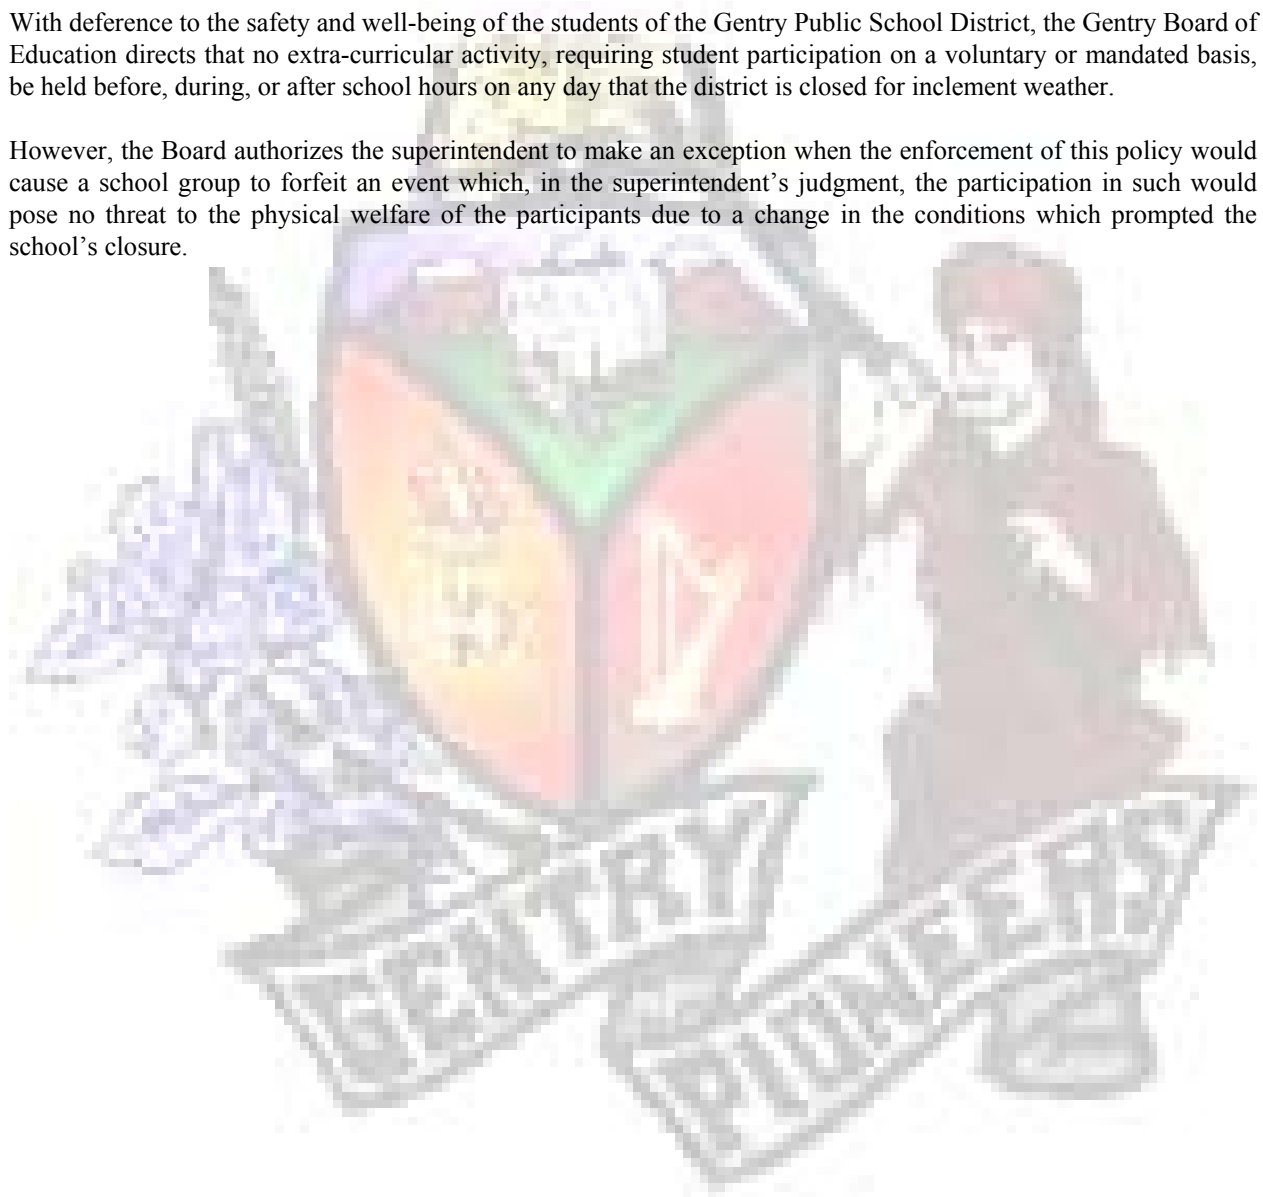 With deference to the safety and well-being of the students of the Gentry Public School District, the Gentry Board of
Education directs that no extra-curricular activity, requiring student participation on a voluntary or mandated basis,
be held before, during, or after school hours on any day that the district is closed for inclement weather.
However, the Board authorizes the superintendent to make an exception when the enforcement of this policy would
cause a school group to forfeit an event which, in the superintendent’s judgment, the participation in such would
pose no threat to the physical welfare of the participants due to a change in the conditions which prompted the
school’s closure.
GENTRY
PIONEERS